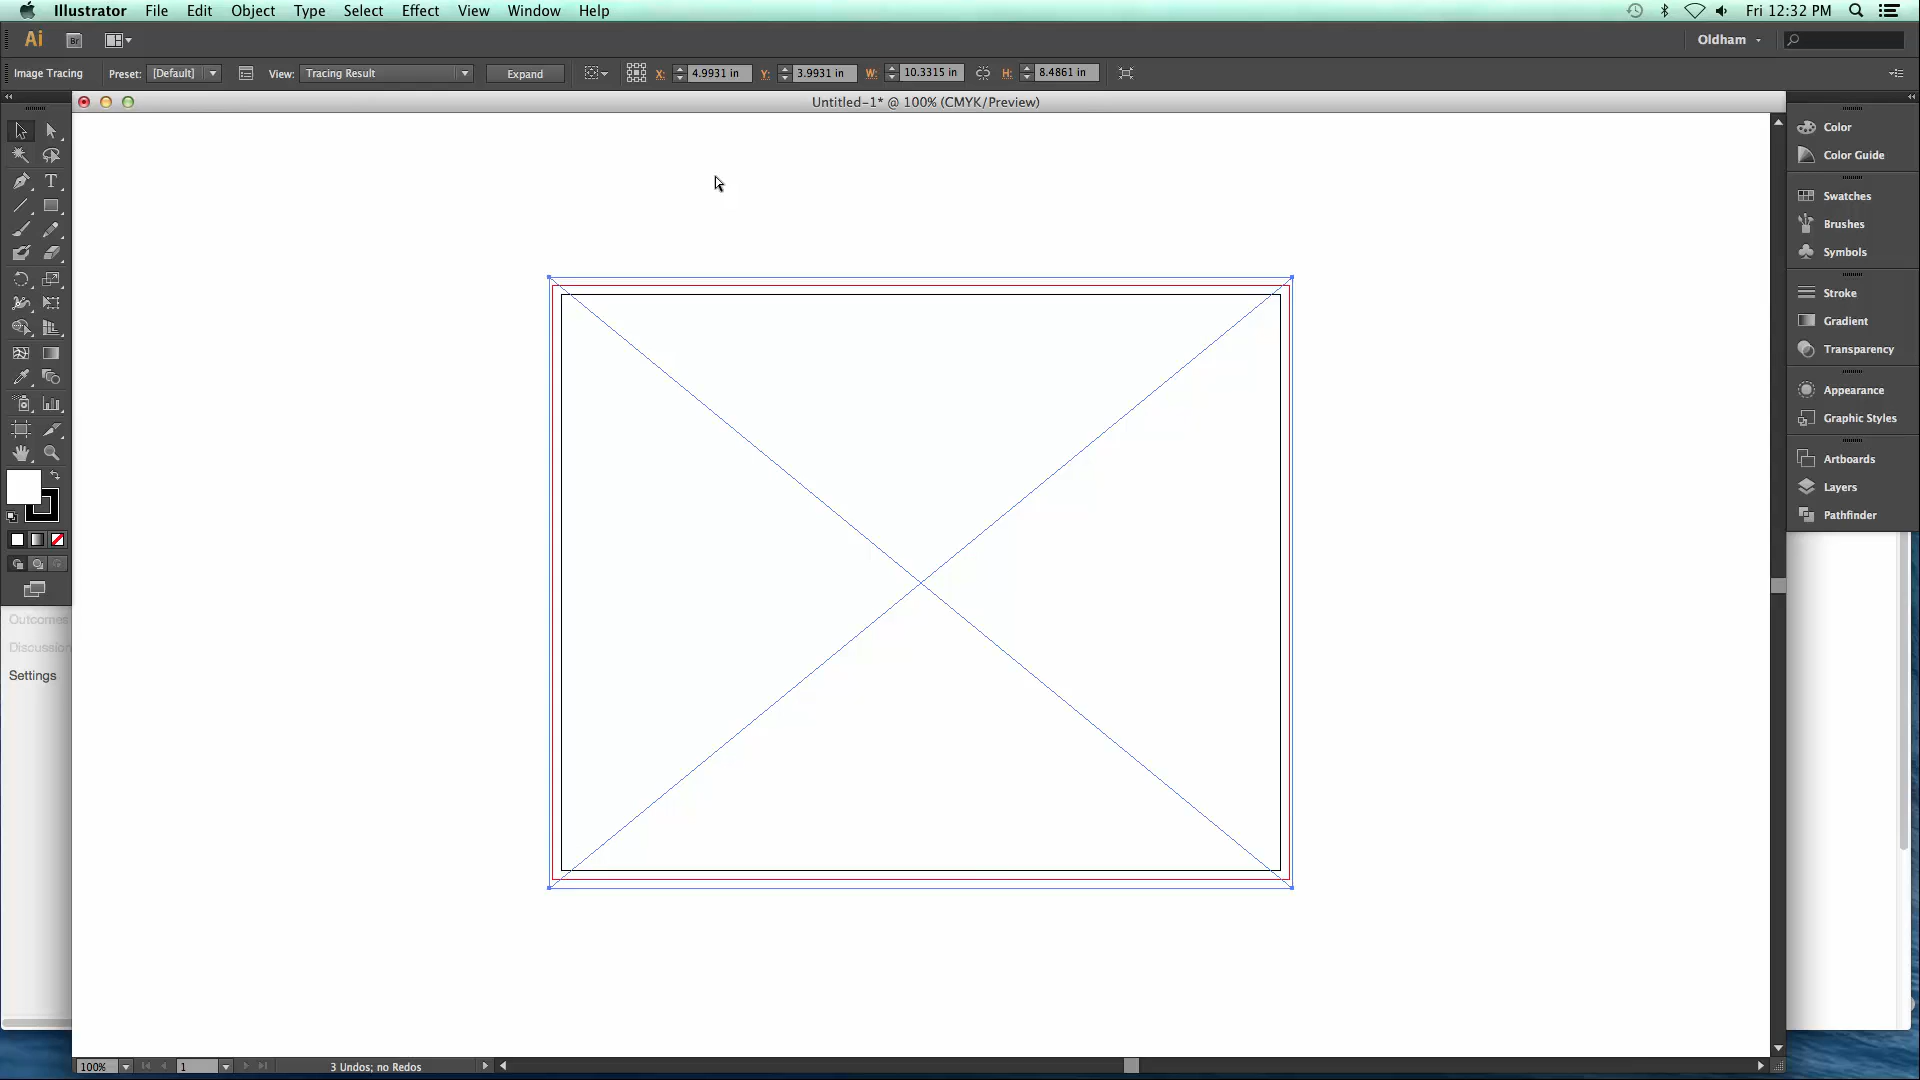 Illustrator File Edit Object Type Select Effect View Window Help Fri 12:32 PM
Ai Br Oldham
Image Tracing Preset: [Default] View: Tracing Result Expand X: 4.9931 in Y: 3.9931 in W: 10.3315 in H: 8.4861 in
Untitled-1* @ 100% (CMYK/Preview)
Color
Color Guide
Swatches
Brushes
Symbols
Stroke
Gradient
Transparency
Appearance
Graphic Styles
Artboards
Layers
Pathfinder
Outcomes
Discussion
Settings
100% 1 3 Undos; no Redos